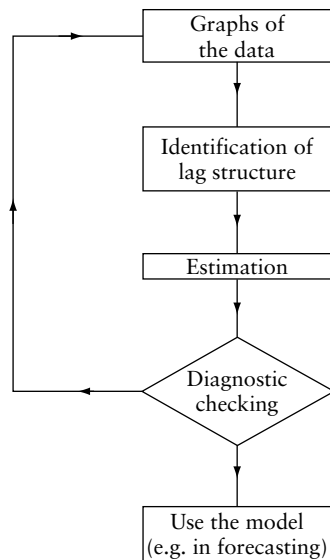 Graphs of
the data
Identification of
lag structure
Estimation
Diagnostic
checking
Use the model
(e.g. in forecasting)